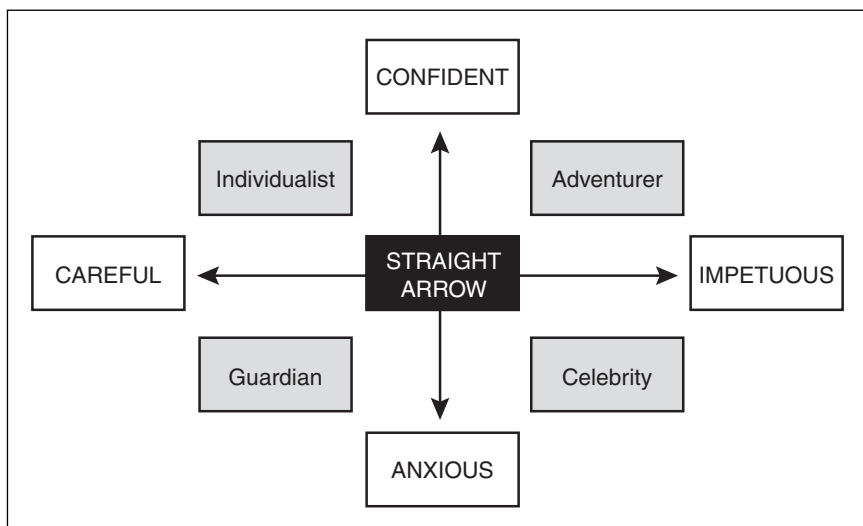 CONFIDENT
Individualist
Adventurer
CAREFUL
STRAIGHT
ARROW
IMPETUOUS
Guardian
Celebrity
ANXIOUS